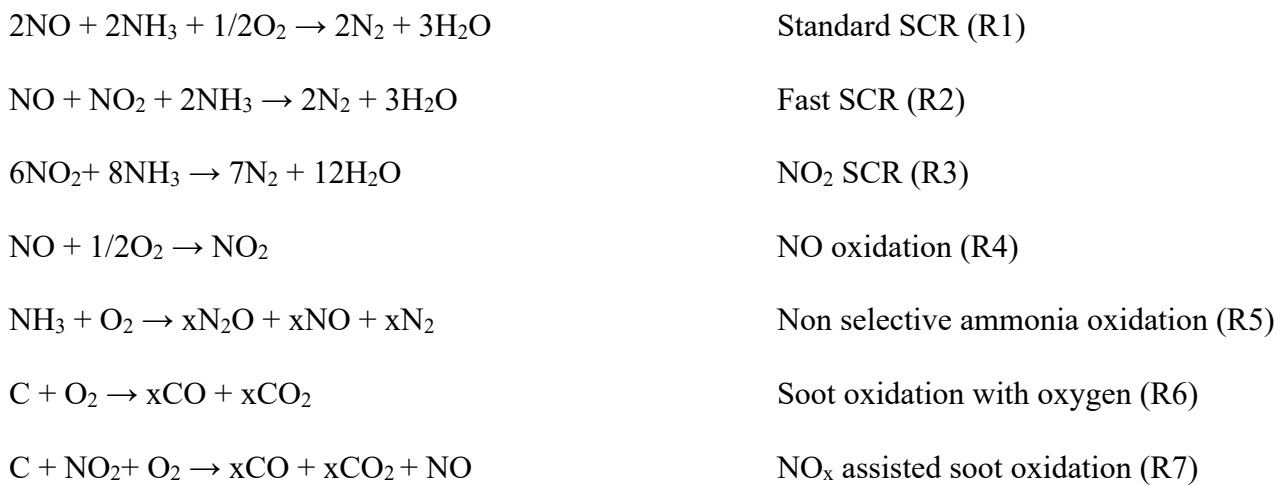 2NO + 2NH₃ + 1/2O₂ → 2N₂ + 3H₂O Standard SCR (R1)
NO + NO₂ + 2NH₃ → 2N₂ + 3H₂O Fast SCR (R2)
6NO₂+ 8NH₃ → 7N₂ + 12H₂O NO₂ SCR (R3)
NO + 1/2O₂ → NO₂ NO oxidation (R4)
NH₃ + O₂ → xN₂O + xNO + xN₂ Non selective ammonia oxidation (R5)
C + O₂ → xCO + xCO₂ Soot oxidation with oxygen (R6)
C + NO₂+ O₂ → xCO + xCO₂ + NO NOₓ assisted soot oxidation (R7)